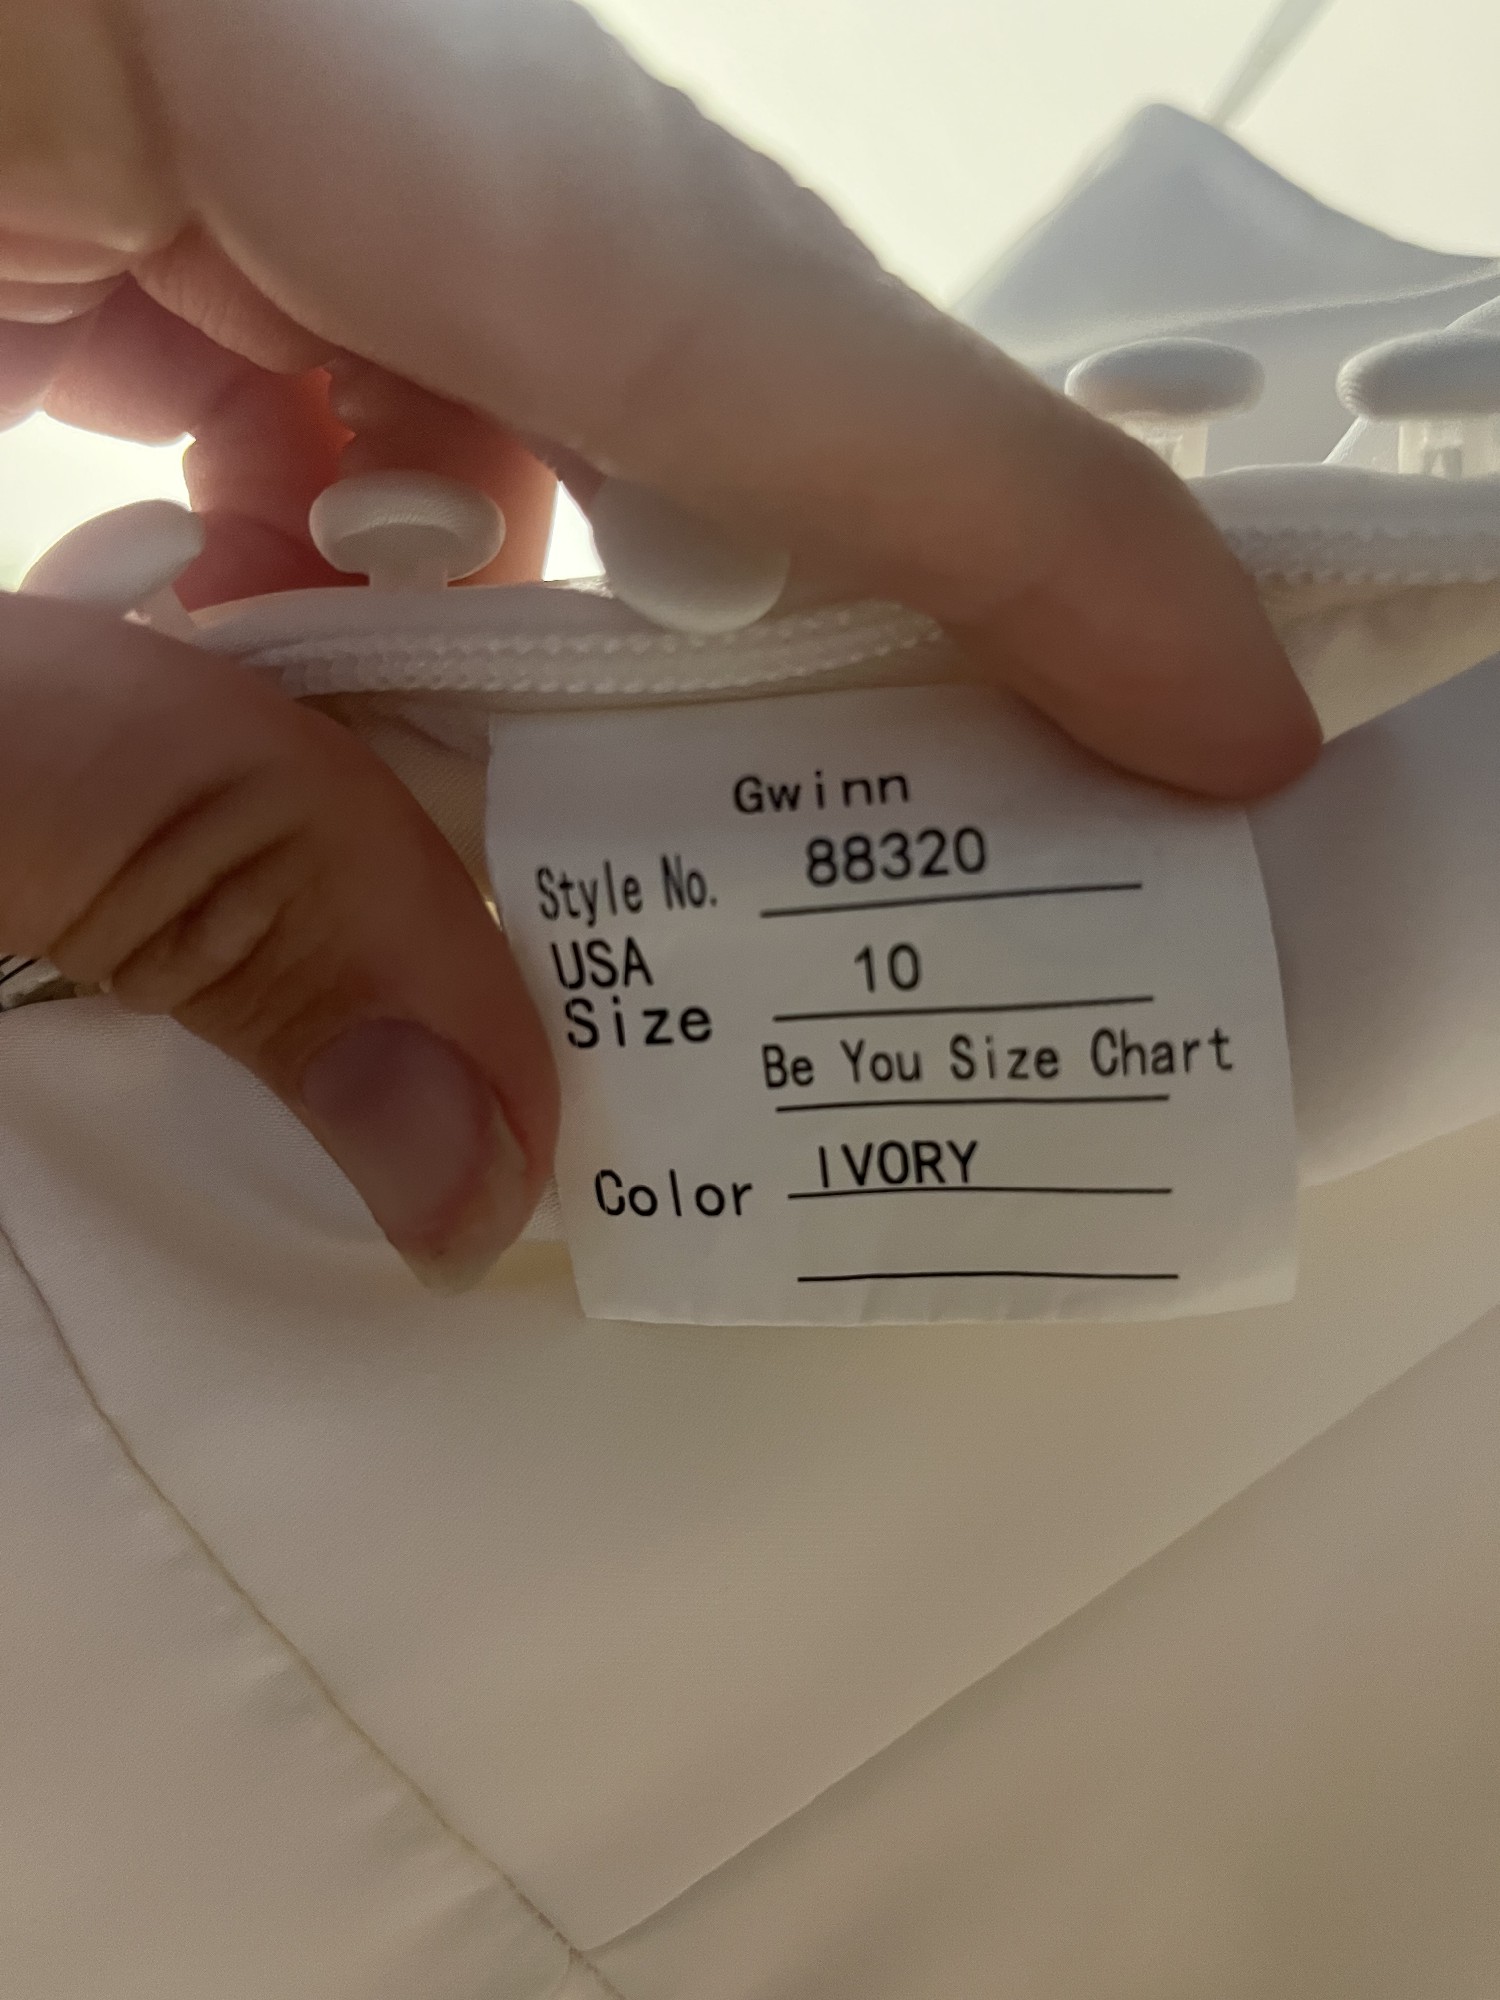 Gwinn
Style No. 88320
USA Size 10
Be You Size Chart
Color IVORY